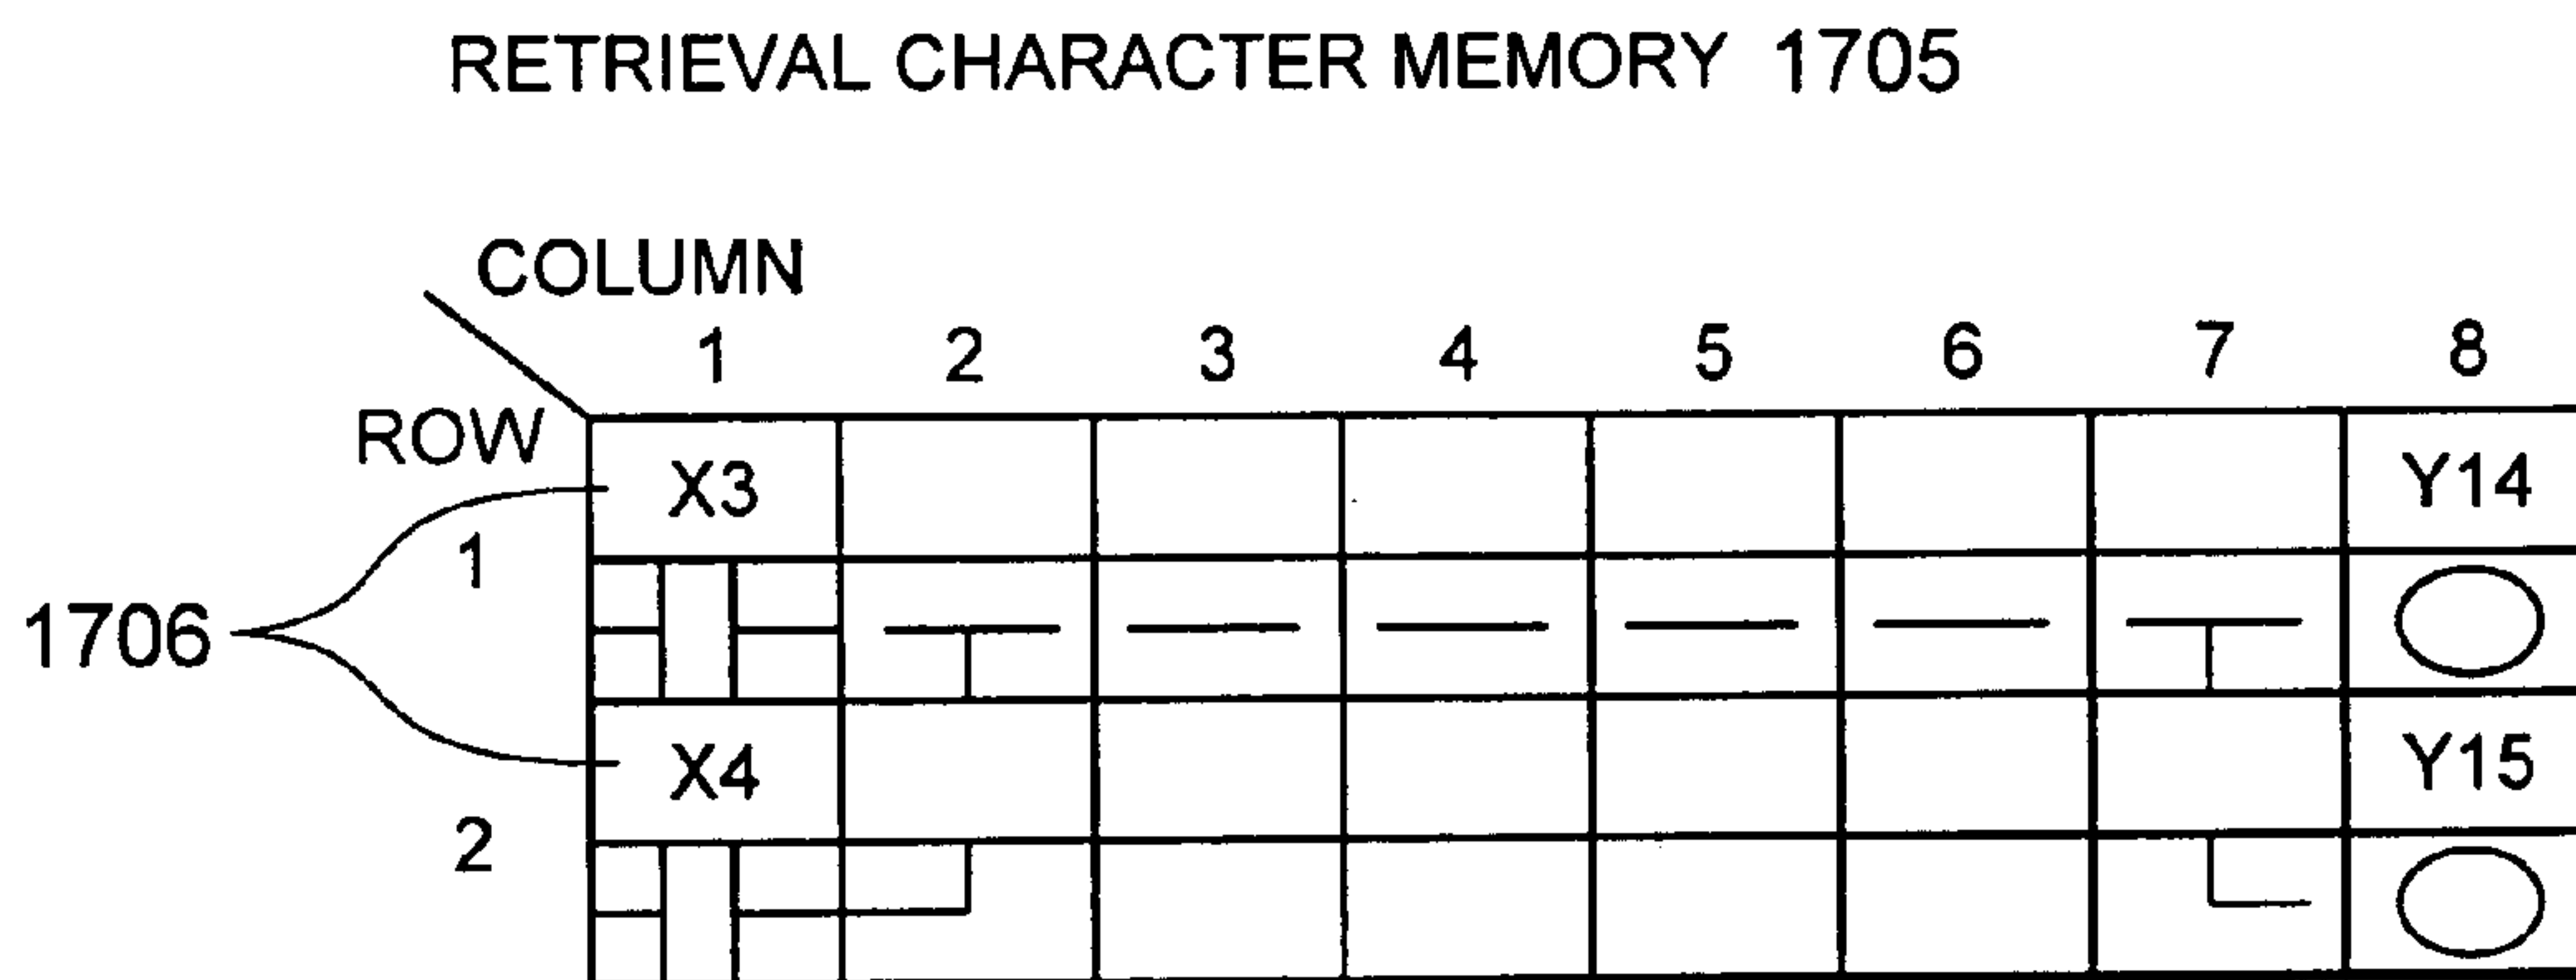 RETRIEVAL CHARACTER MEMORY 1705
COLUMN
1 2 3 4 5 6 7 8
ROW
X3 Y14
1
1706
X4 Y15
2